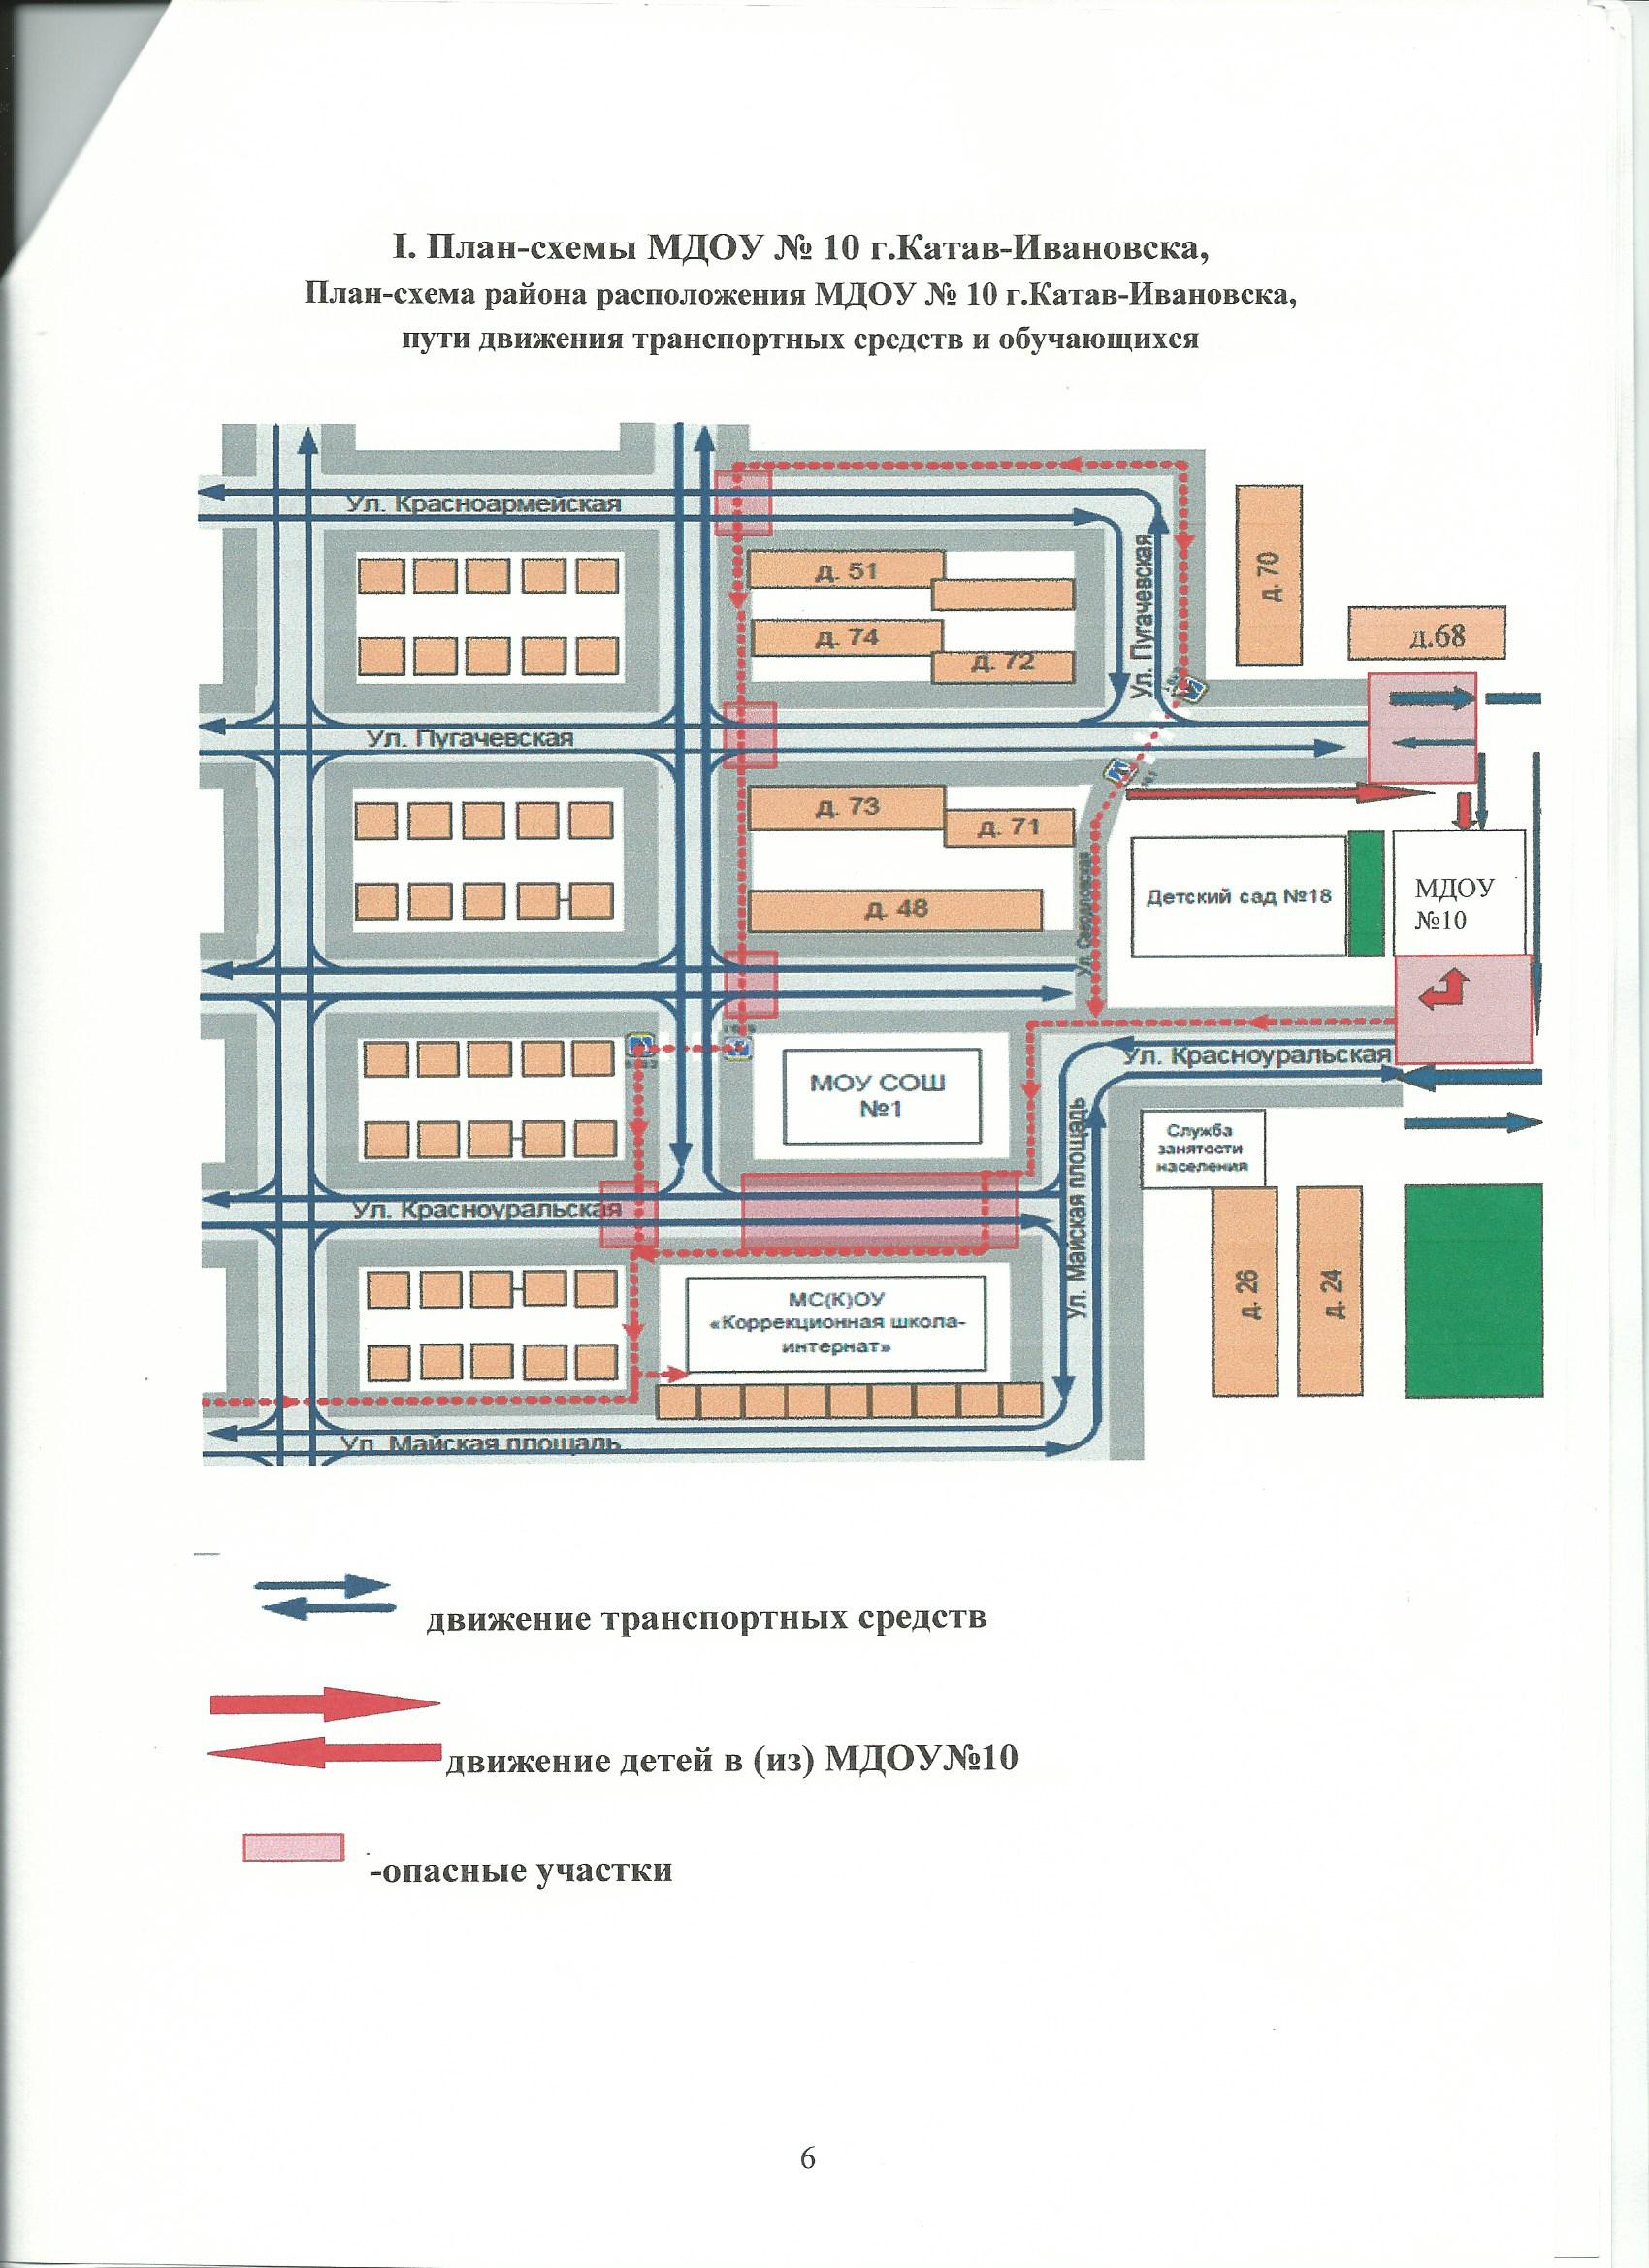 I. План-схемы МДОУ № 10 г.Катав-Ивановска,
План-схема района расположения МДОУ № 10 г.Катав-Ивановска,
пути движения транспортных средств и обучающихся
Ул. Красноармейская
д. 51
д. 74
д. 72
Ул. Пугачевская
д. 70
д.68
Ул. Пугачевская
д. 73
д. 71
д. 48
Ул. Свердловская
Детский сад №18
МДОУ
№10
МОУ СОШ
№1
Ул. Красноуральская
Ул. Майская площадь
Служба
занятости
населения
Ул. Красноуральская
МС(К)ОУ
«Коррекционная школа-
интернат»
д. 26
д. 24
Ул. Майская площадь
движение транспортных средств
движение детей в (из) МДОУ№10
-опасные участки
6